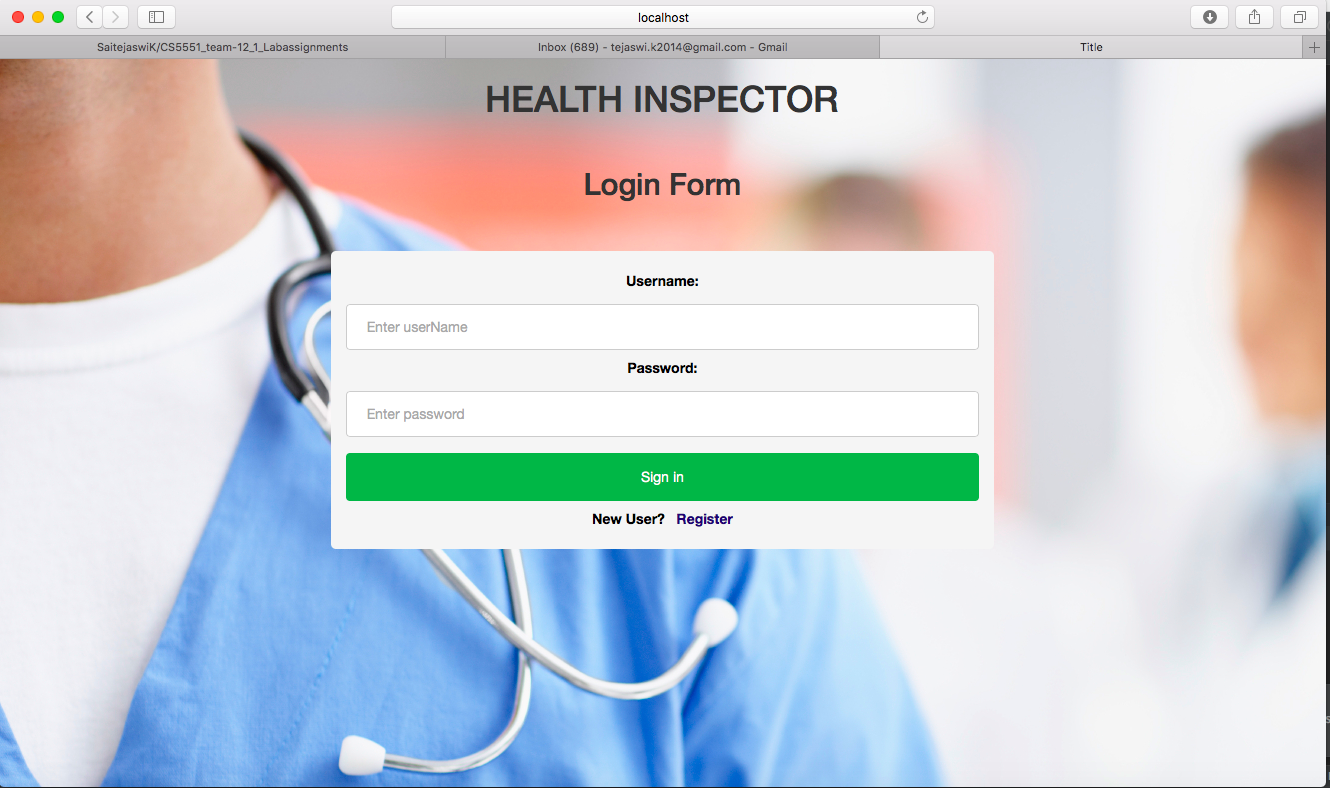 localhost
SaitejaswiK/CS5551_team-12_1_Labassignments
Inbox (689) - tejaswi.k2014@gmail.com - Gmail
Title
HEALTH INSPECTOR
Login Form
Username:
Enter userName
Password:
Enter password
Sign in
New User? Register